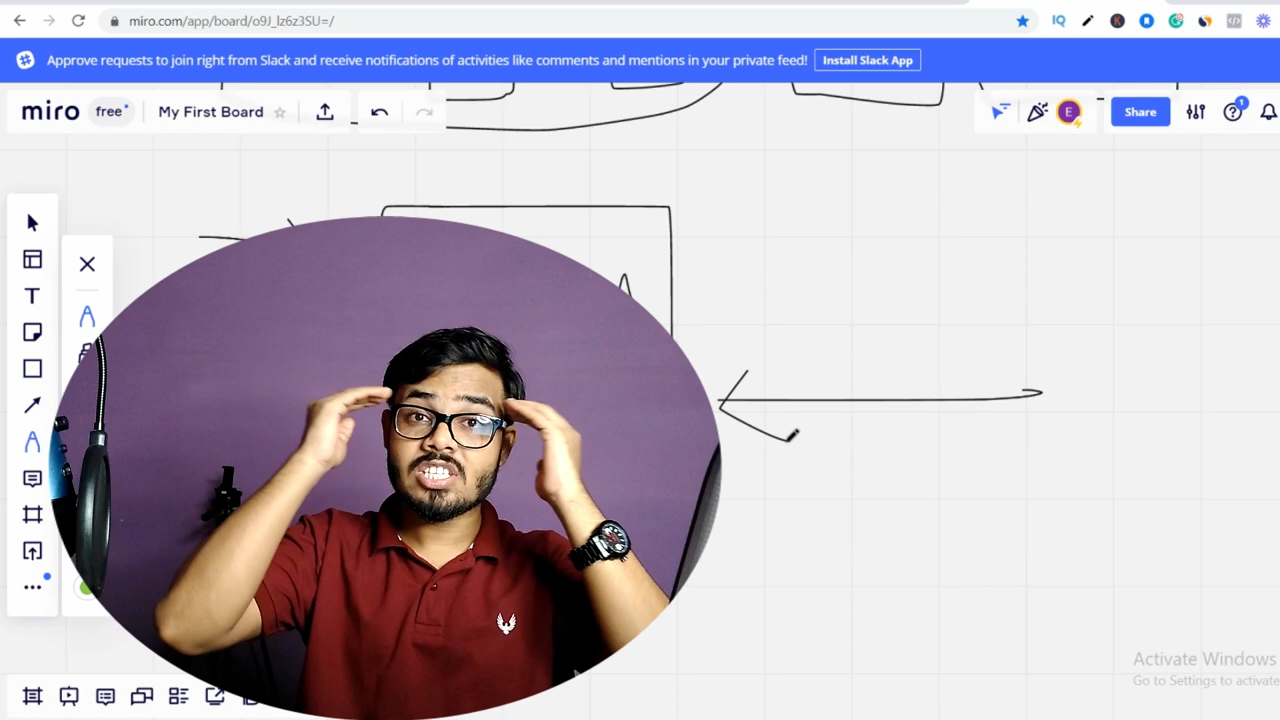 miro.com/app/board/o9J_lz6z3SU=/
IQ
K
Approve requests to join right from Slack and receive notifications of activities like comments and mentions in your private feed!
Install Slack App
miro
free
My First Board
E
Share
1
T
Activate Windows
Go to Settings to activate